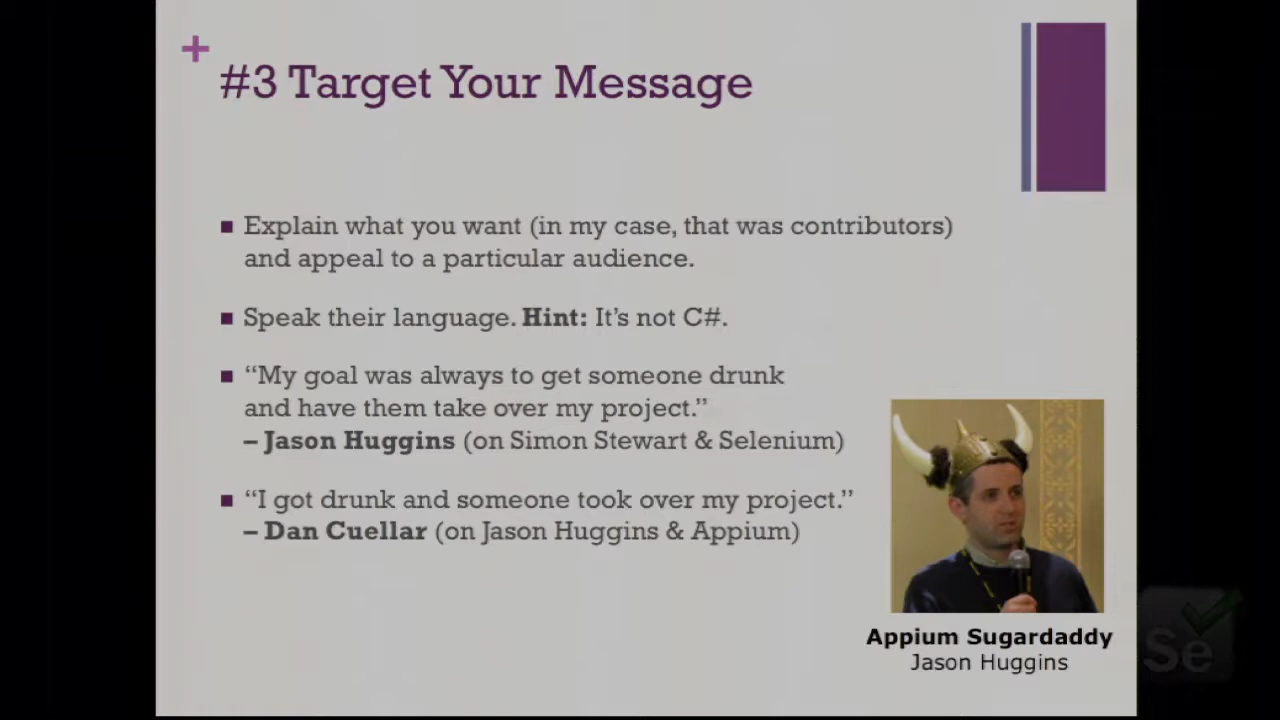 +
#3 Target Your Message
Explain what you want (in my case, that was contributors)
and appeal to a particular audience.
Speak their language. Hint: It’s not C#.
“My goal was always to get someone drunk
and have them take over my project.”
– Jason Huggins (on Simon Stewart & Selenium)
“I got drunk and someone took over my project.”
– Dan Cuellar (on Jason Huggins & Appium)
Appium Sugardaddy
Jason Huggins
Se